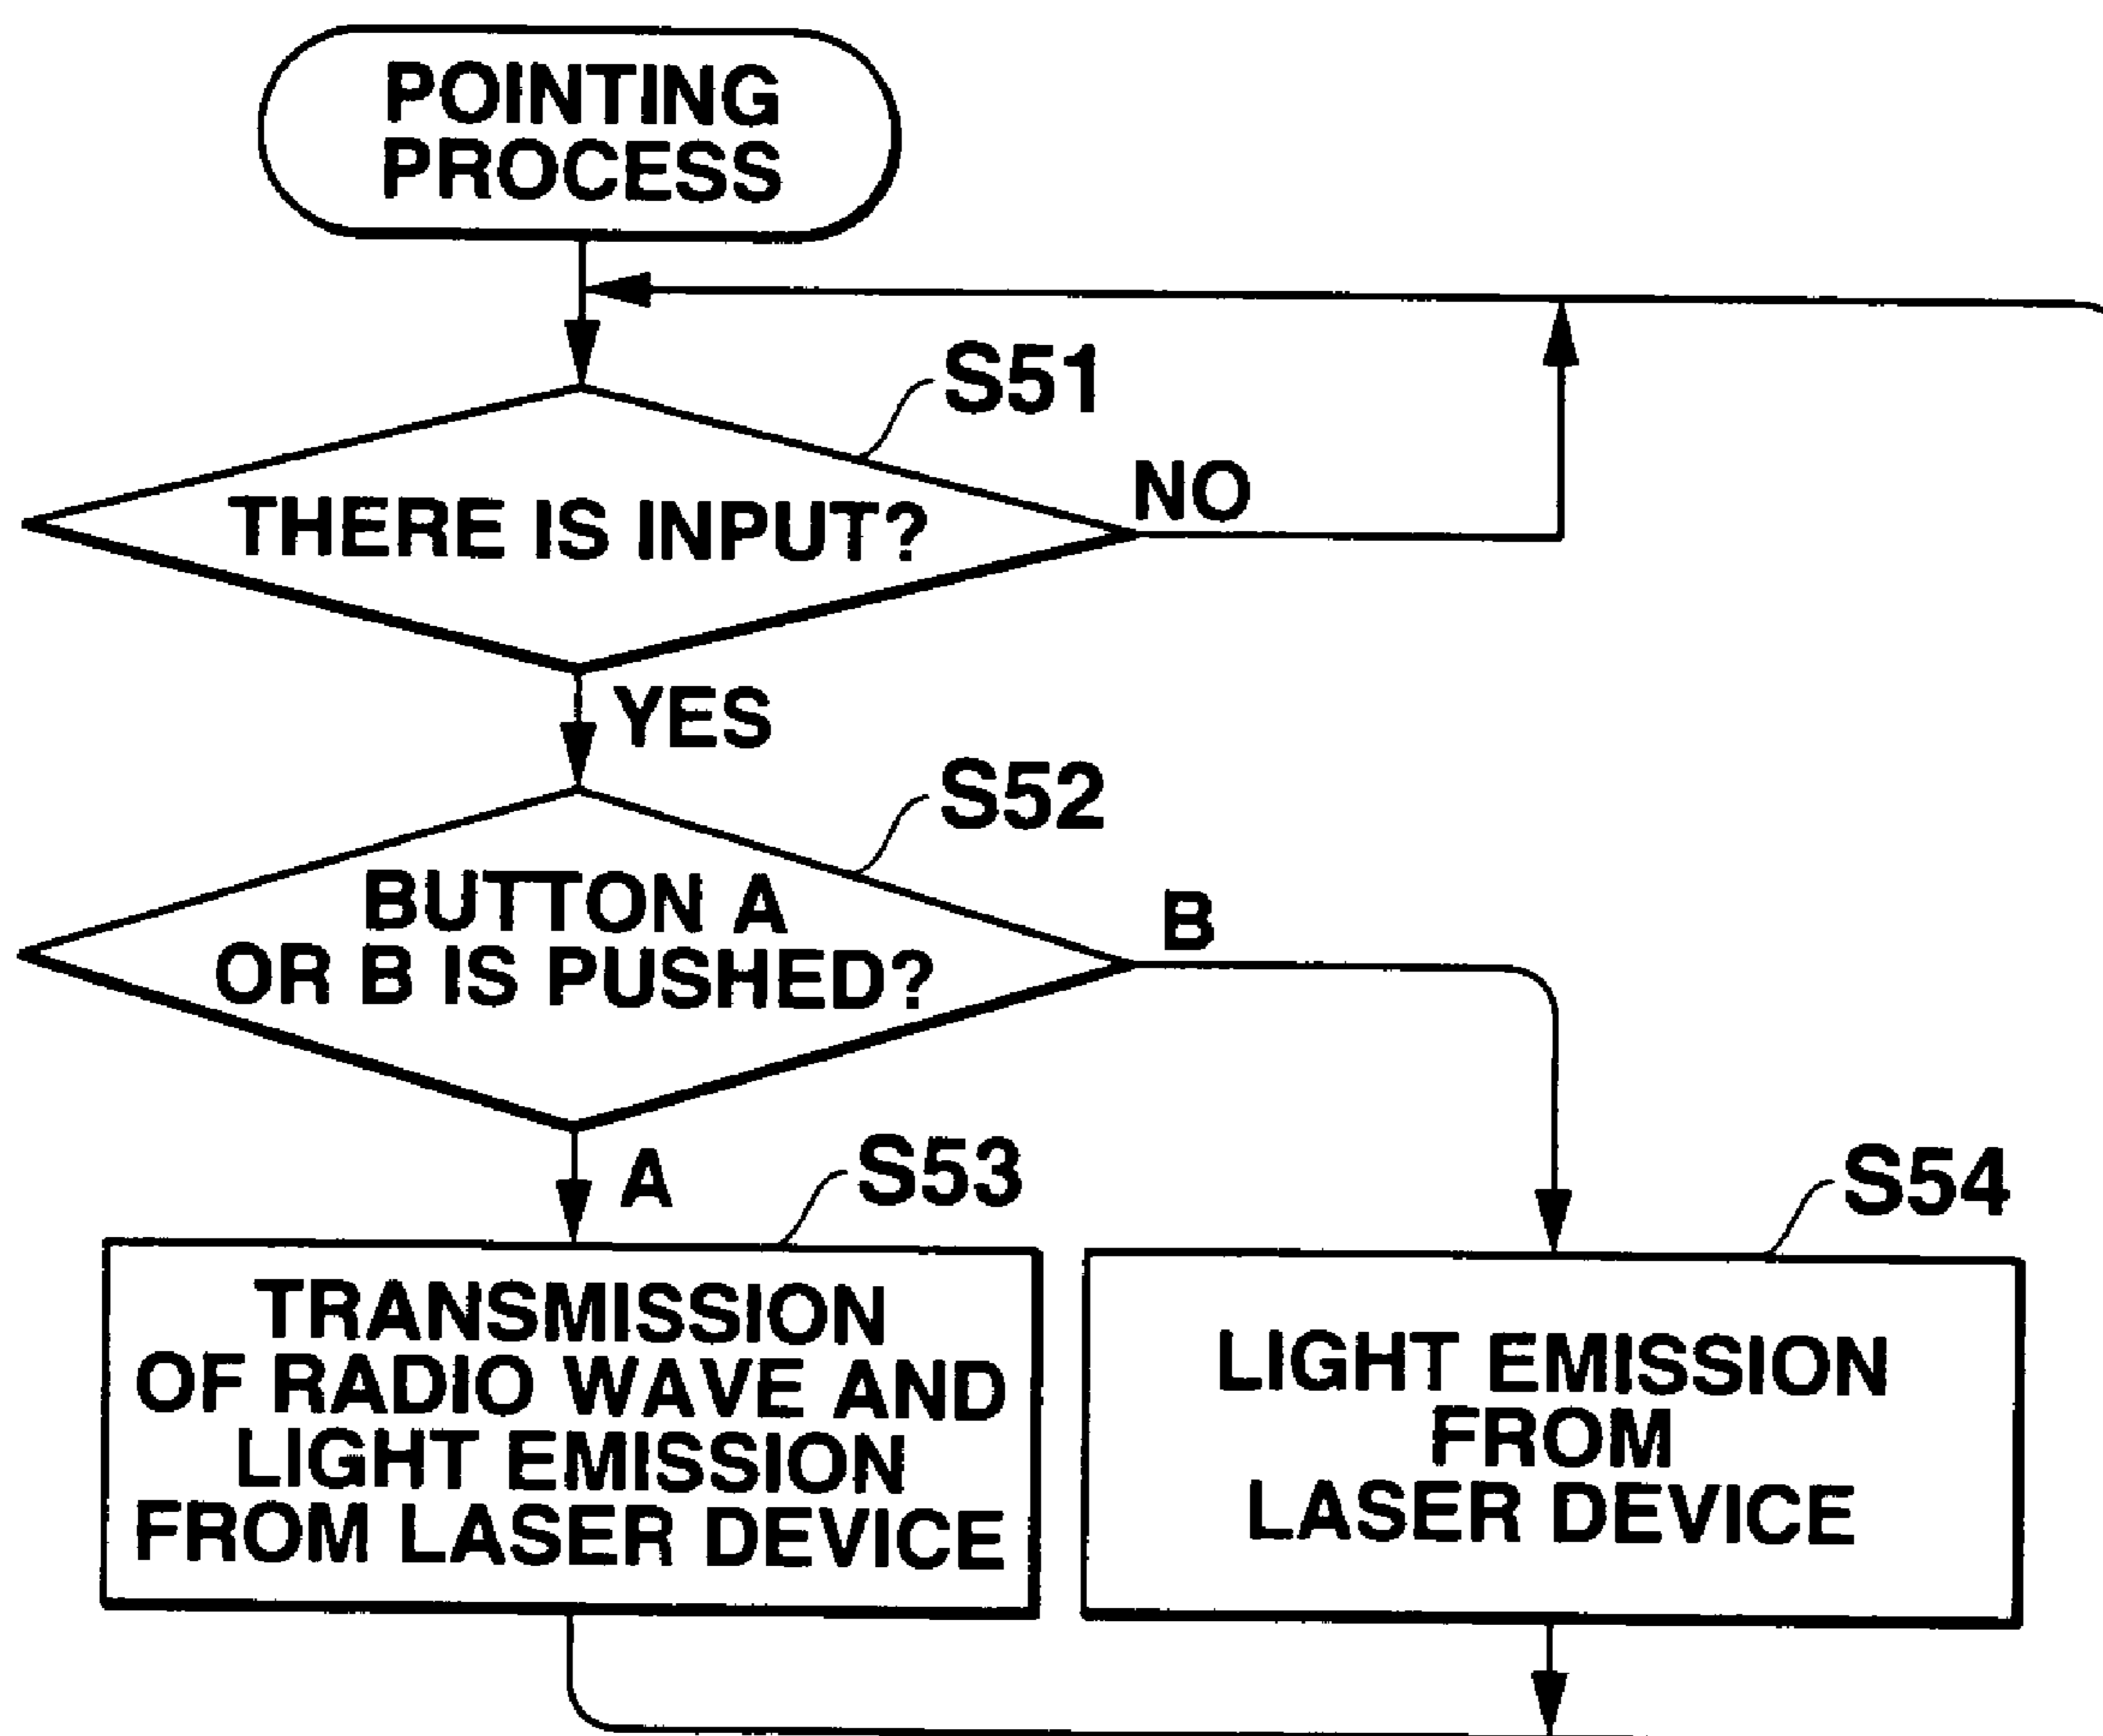 POINTING
PROCESS
S51
THERE IS INPUT?
NO
YES
S52
BUTTON A
OR B IS PUSHED?
B
A
S53
S54
TRANSMISSION
OF RADIO WAVE AND
LIGHT EMISSION
FROM LASER DEVICE
LIGHT EMISSION
FROM
LASER DEVICE